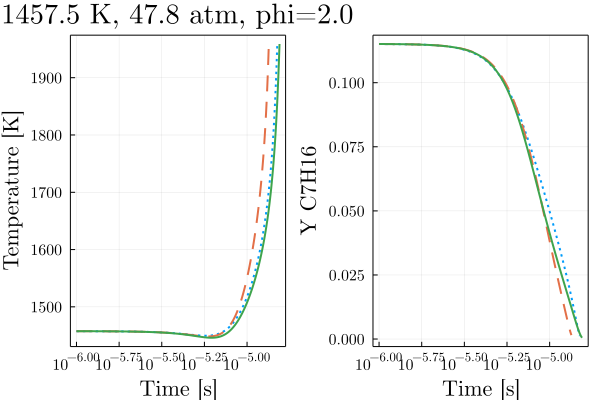 1457.5 K, 47.8 atm, phi=2.0
Temperature [K]
1900
1800
1700
1600
1500
10^{-6.00} 10^{-5.75} 10^{-5.50} 10^{-5.25} 10^{-5.00}
Time [s]
Y C7H16
0.100
0.075
0.050
0.025
0.000
10^{-6.00} 10^{-5.75} 10^{-5.50} 10^{-5.25} 10^{-5.00}
Time [s]